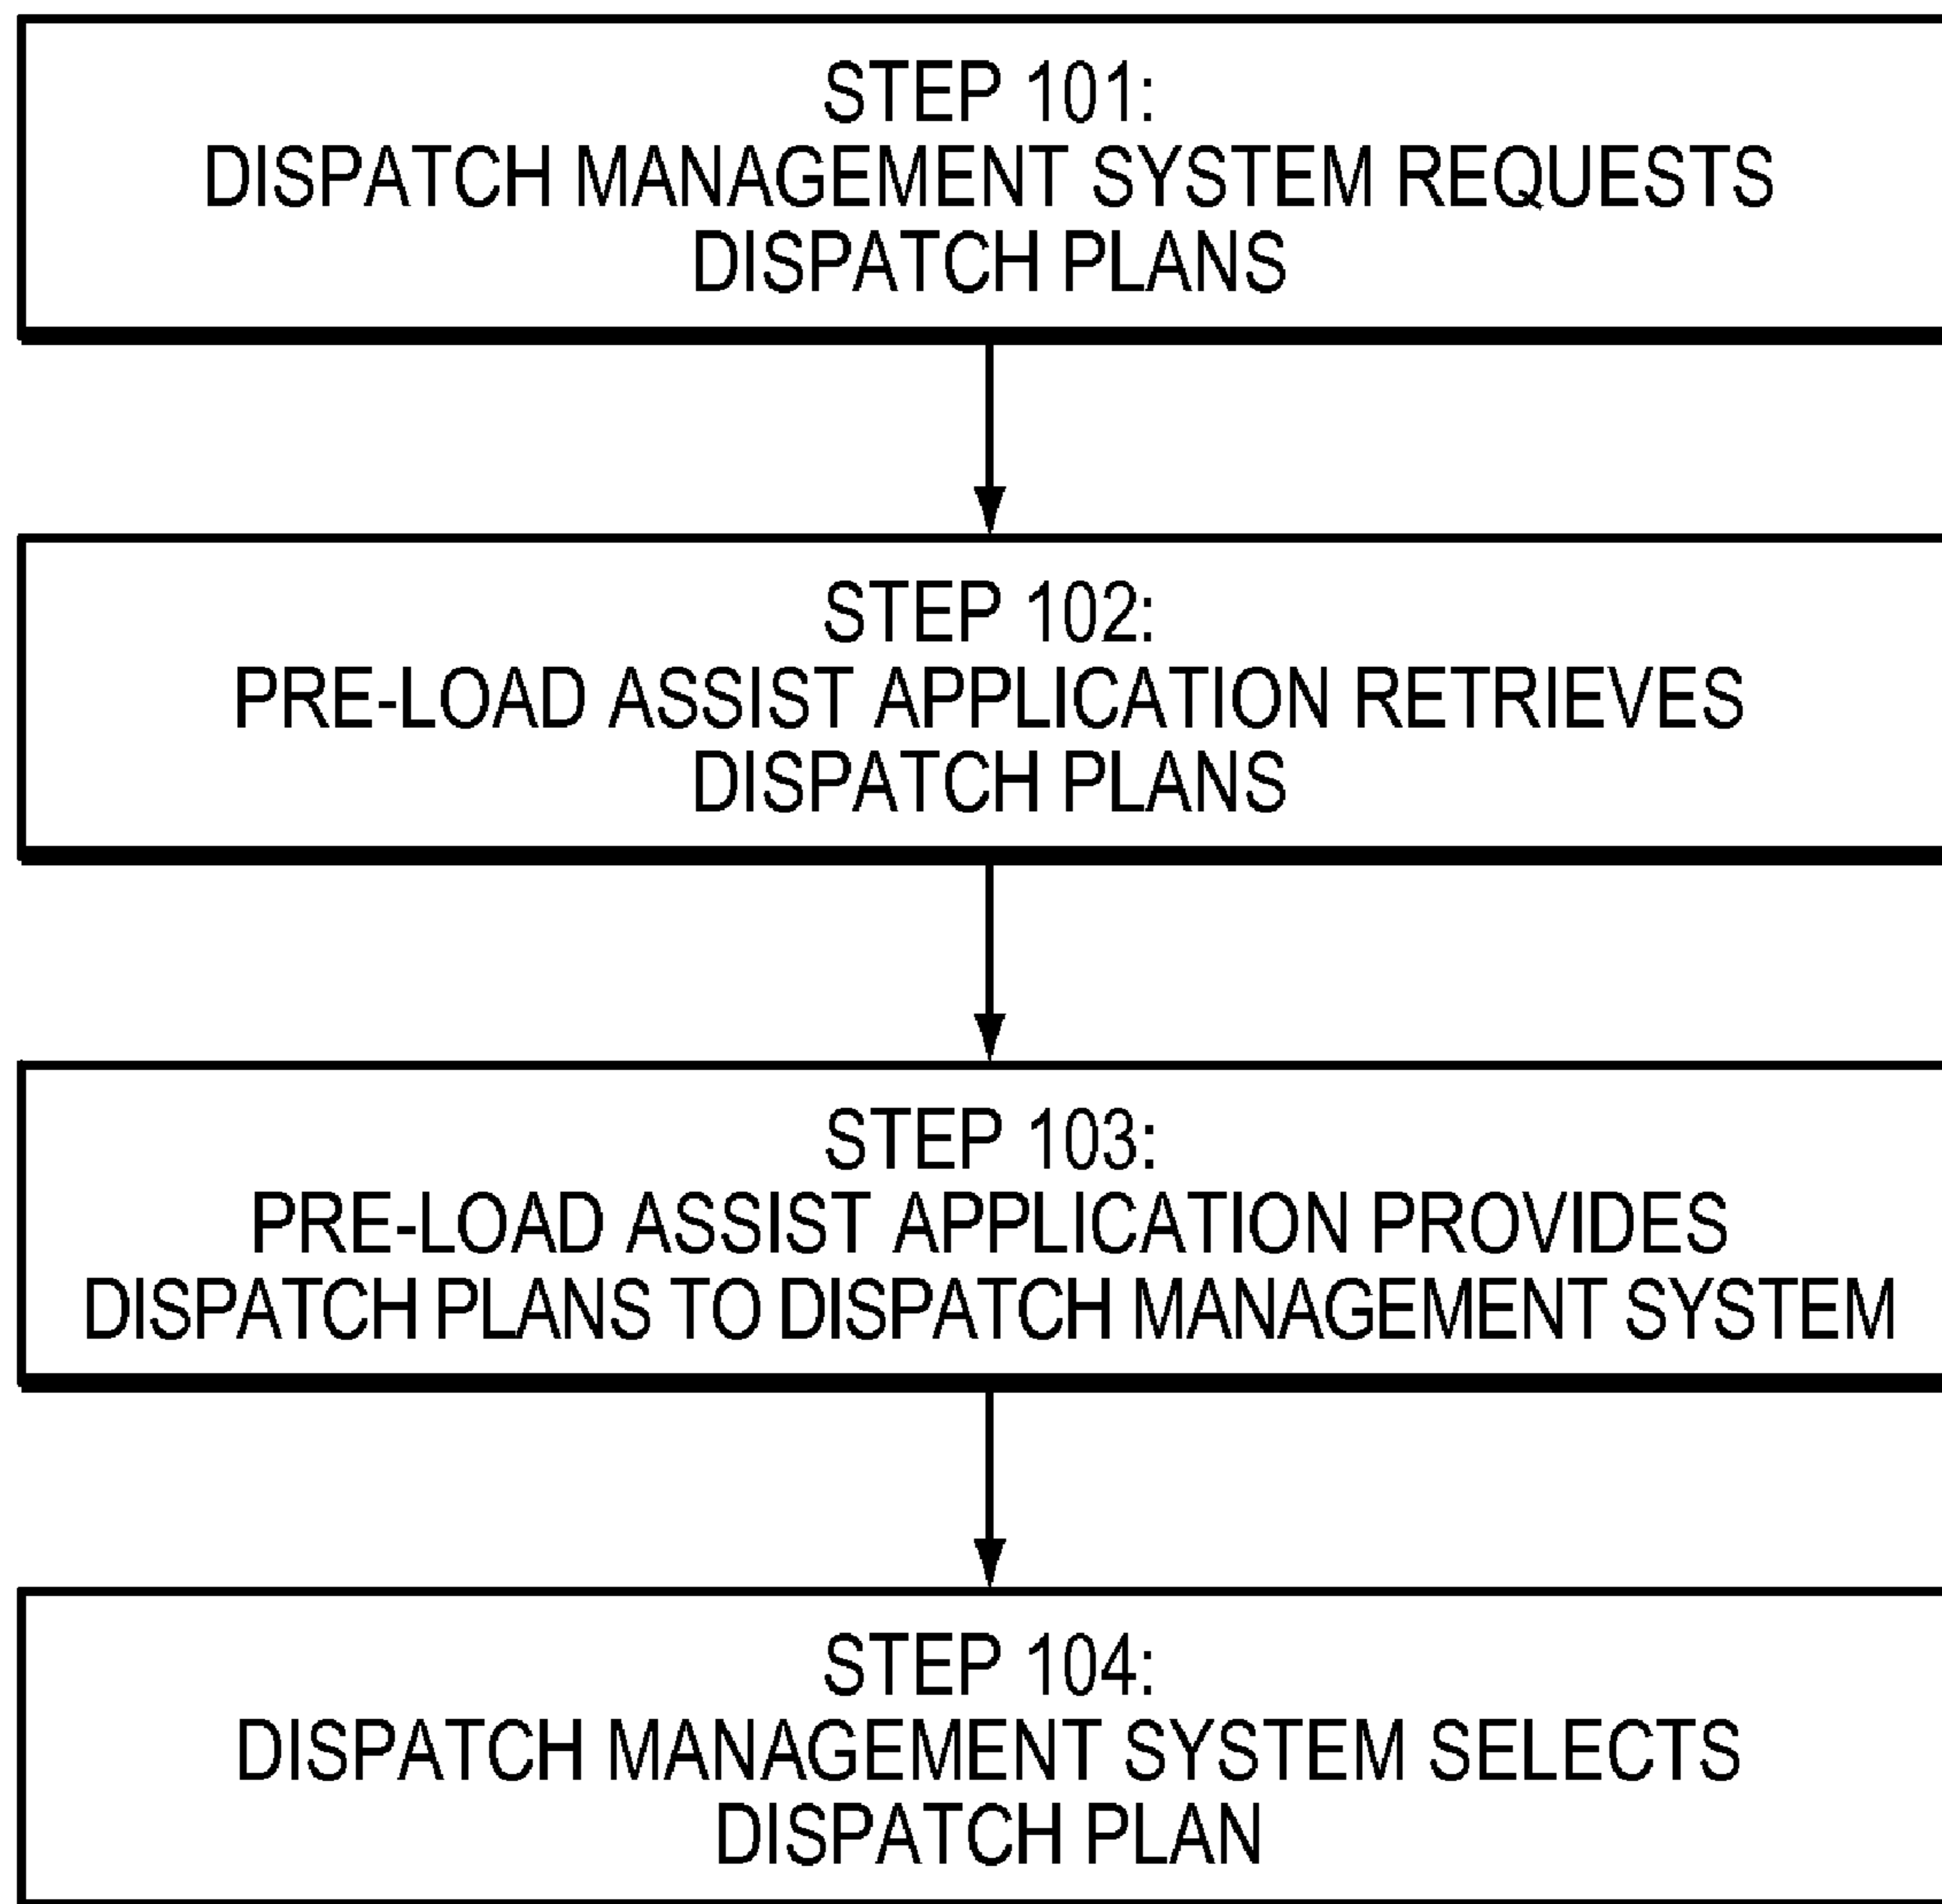 STEP 101:
DISPATCH MANAGEMENT SYSTEM REQUESTS
DISPATCH PLANS
STEP 102:
PRE-LOAD ASSIST APPLICATION RETRIEVES
DISPATCH PLANS
STEP 103:
PRE-LOAD ASSIST APPLICATION PROVIDES
DISPATCH PLANS TO DISPATCH MANAGEMENT SYSTEM
STEP 104:
DISPATCH MANAGEMENT SYSTEM SELECTS
DISPATCH PLAN